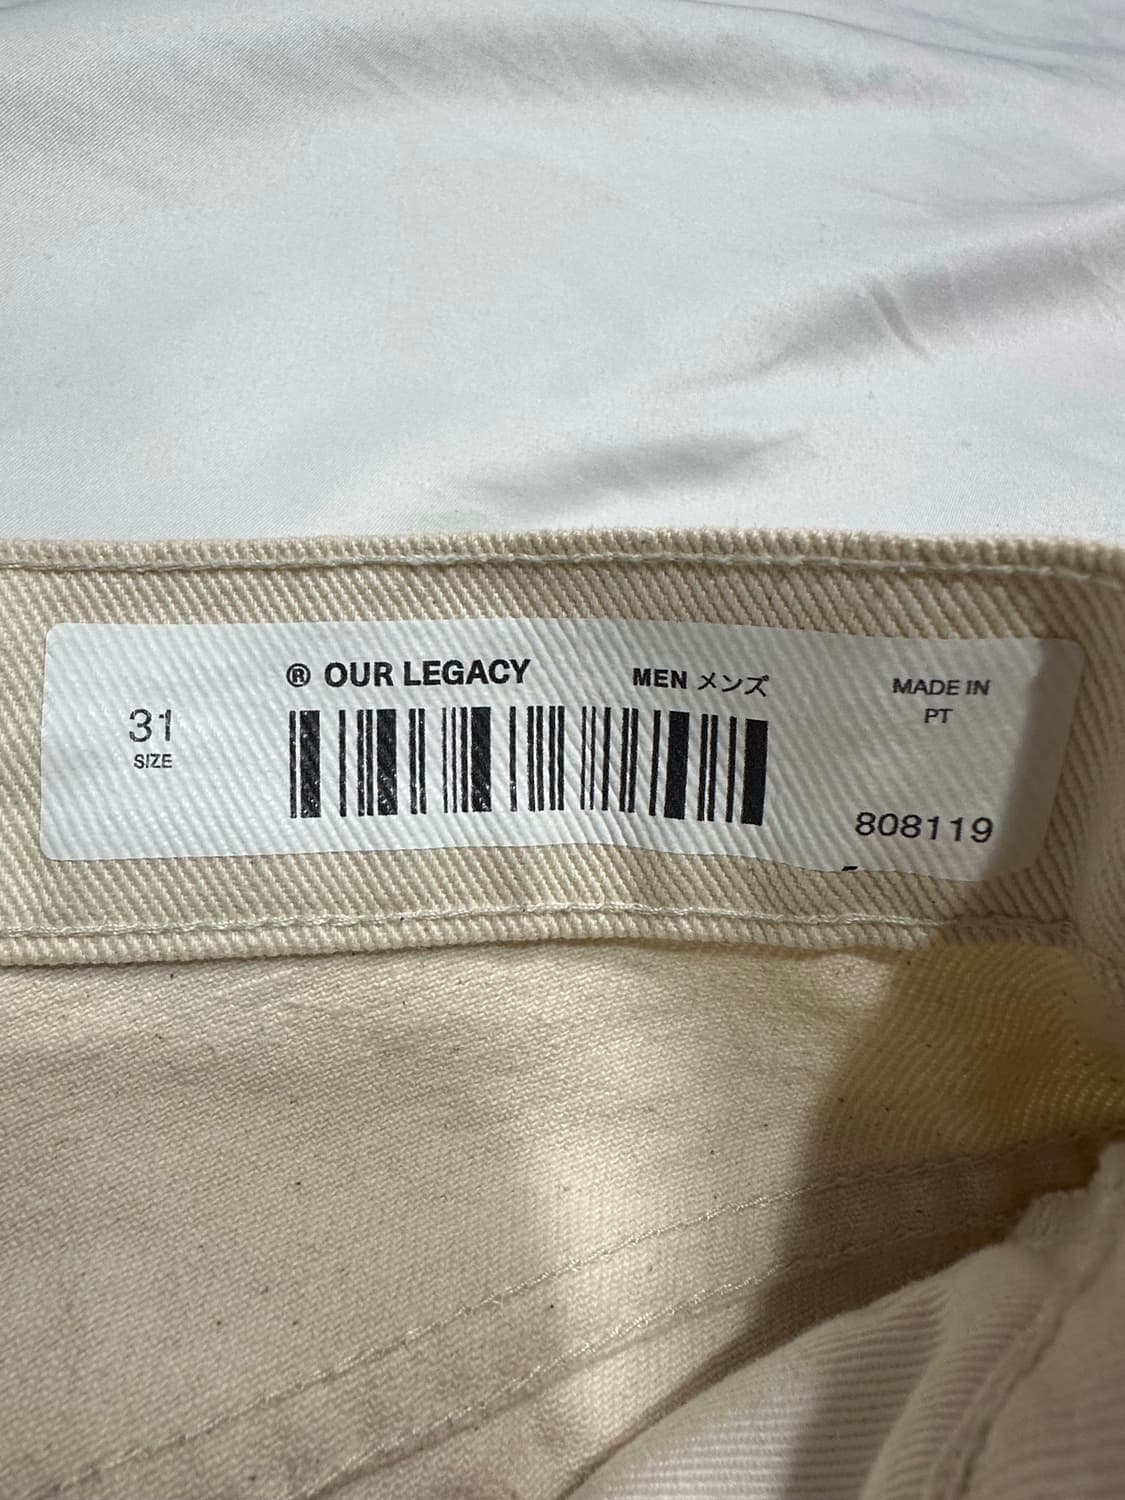 31
SIZE
® OUR LEGACY
MEN メンズ
MADE IN
PT
808119